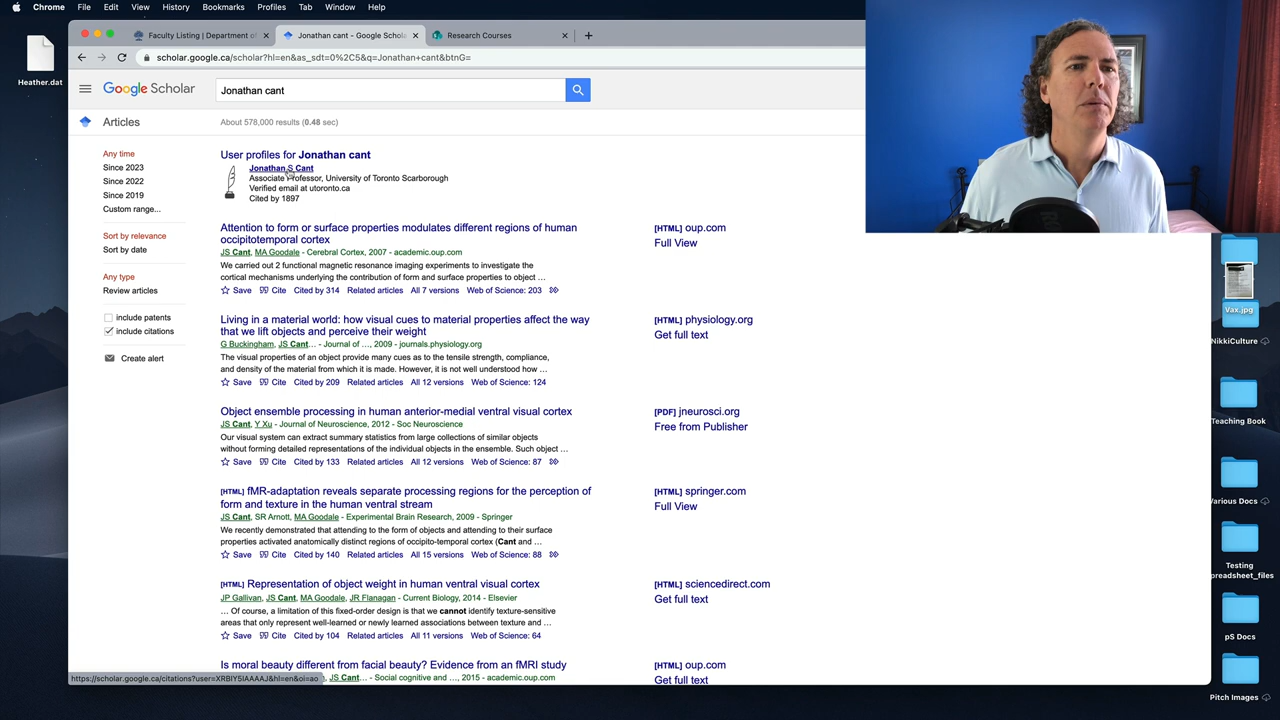 Chrome File Edit View History Bookmarks Profiles Tab Window Help
Faculty Listing | Department of
Jonathan cant - Google Schola
Research Courses
scholar.google.ca/scholar?hl=en&as_sdt=0%2C5&q=Jonathan+cant&btnG=
Heather.dat
Google Scholar
Jonathan cant
Articles
About 578,000 results (0.48 sec)
Any time
Since 2023
Since 2022
Since 2019
Custom range...
Sort by relevance
Sort by date
Any type
Review articles
include patents
include citations
Create alert
User profiles for Jonathan cant
Jonathan S Cant
Associate Professor, University of Toronto Scarborough
Verified email at utoronto.ca
Cited by 1897
Attention to form or surface properties modulates different regions of human
occipitotemporal cortex
JS Cant, MA Goodale - Cerebral Cortex, 2007 - academic.oup.com
We carried out 2 functional magnetic resonance imaging experiments to investigate the
cortical mechanisms underlying the contribution of form and surface properties to object ...
Save Cite Cited by 314 Related articles All 7 versions Web of Science: 203
[HTML] oup.com
Full View
Living in a material world: how visual cues to material properties affect the way
that we lift objects and perceive their weight
G Buckingham, JS Cant... - Journal of ..., 2009 - journals.physiology.org
The visual properties of an object provide many cues as to the tensile strength, compliance,
and density of the material from which it is made. However, it is not well understood how ...
Save Cite Cited by 209 Related articles All 12 versions Web of Science: 124
[HTML] physiology.org
Get full text
Object ensemble processing in human anterior-medial ventral visual cortex
JS Cant, Y Xu - Journal of Neuroscience, 2012 - Soc Neuroscience
Our visual system can extract summary statistics from large collections of similar objects
without forming detailed representations of the individual objects in the ensemble. Such object ...
Save Cite Cited by 133 Related articles All 12 versions Web of Science: 87
[PDF] jneurosci.org
Free from Publisher
[HTML] fMR-adaptation reveals separate processing regions for the perception of
form and texture in the human ventral stream
JS Cant, SR Arnott, MA Goodale - Experimental Brain Research, 2009 - Springer
We recently demonstrated that attending to the form of objects and attending to their surface
properties activated anatomically distinct regions of occipito-temporal cortex (Cant and ...
Save Cite Cited by 140 Related articles All 15 versions Web of Science: 88
[HTML] springer.com
Full View
[HTML] Representation of object weight in human ventral visual cortex
JP Gallivan, JS Cant, MA Goodale, JR Flanagan - Current Biology, 2014 - Elsevier
... Of course, a limitation of this fixed-order design is that we cannot identify texture-sensitive
areas that only represent well-learned or newly learned associations between texture and ...
Save Cite Cited by 104 Related articles All 11 versions Web of Science: 64
[HTML] sciencedirect.com
Get full text
Is moral beauty different from facial beauty? Evidence from an fMRI study
JS Cant... - Social cognitive and ..., 2015 - academic.oup.com
[HTML] oup.com
Get full text
https://scholar.google.ca/citations?user=XRBIY5IAAAAJ&hl=en&oi=ao
Vax.jpg
NikkiCulture
Teaching Book
Various Docs
Testing
preadsheet_files
pS Docs
Pitch Images